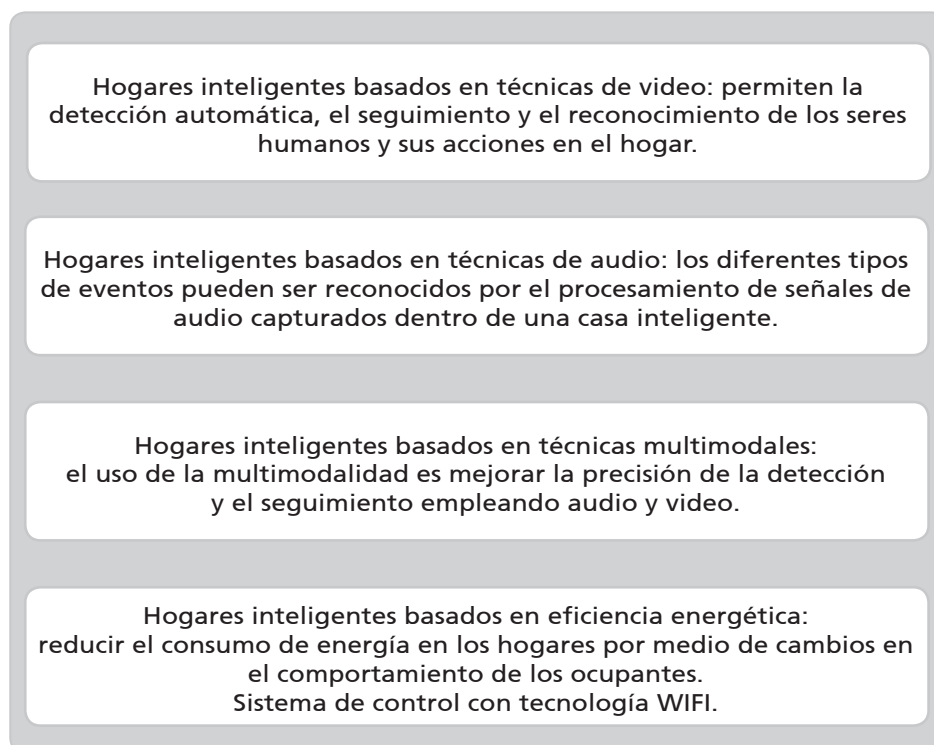 Hogares inteligentes basados en técnicas de video: permiten la
detección automática, el seguimiento y el reconocimiento de los seres
humanos y sus acciones en el hogar.
Hogares inteligentes basados en técnicas de audio: los diferentes tipos
de eventos pueden ser reconocidos por el procesamiento de señales de
audio capturados dentro de una casa inteligente.
Hogares inteligentes basados en técnicas multimodales:
el uso de la multimodalidad es mejorar la precisión de la detección
y el seguimiento empleando audio y video.
Hogares inteligentes basados en eficiencia energética:
reducir el consumo de energía en los hogares por medio de cambios en
el comportamiento de los ocupantes.
Sistema de control con tecnología WIFI.